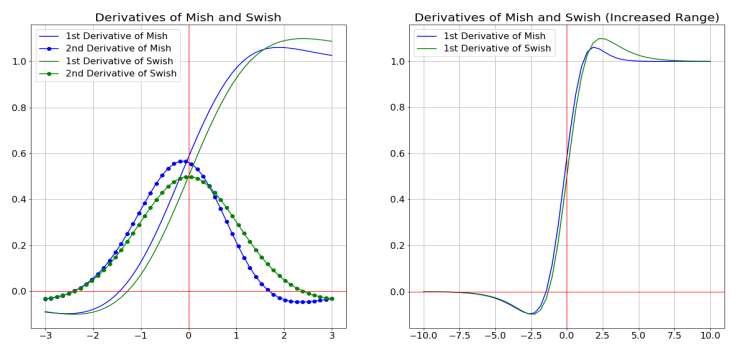 Derivatives of Mish and Swish
1st Derivative of Mish
2nd Derivative of Mish
1st Derivative of Swish
2nd Derivative of Swish
1.0
0.8
0.6
0.4
0.2
0.0
−3 −2 −1 0 1 2 3
Derivatives of Mish and Swish (Increased Range)
1st Derivative of Mish
1st Derivative of Swish
1.0
0.8
0.6
0.4
0.2
0.0
−10.0 −7.5 −5.0 −2.5 0.0 2.5 5.0 7.5 10.0